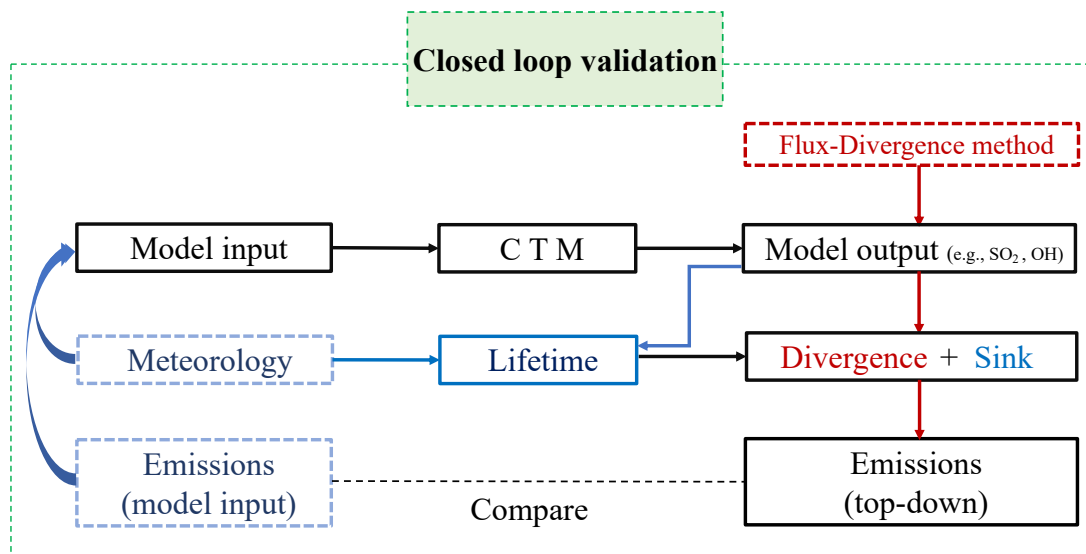 Closed loop validation
Flux-Divergence method
Model input
C T M
Model output (e.g., SO₂ , OH)
Meteorology
Lifetime
Divergence + Sink
Emissions
(model input)
Compare
Emissions
(top-down)